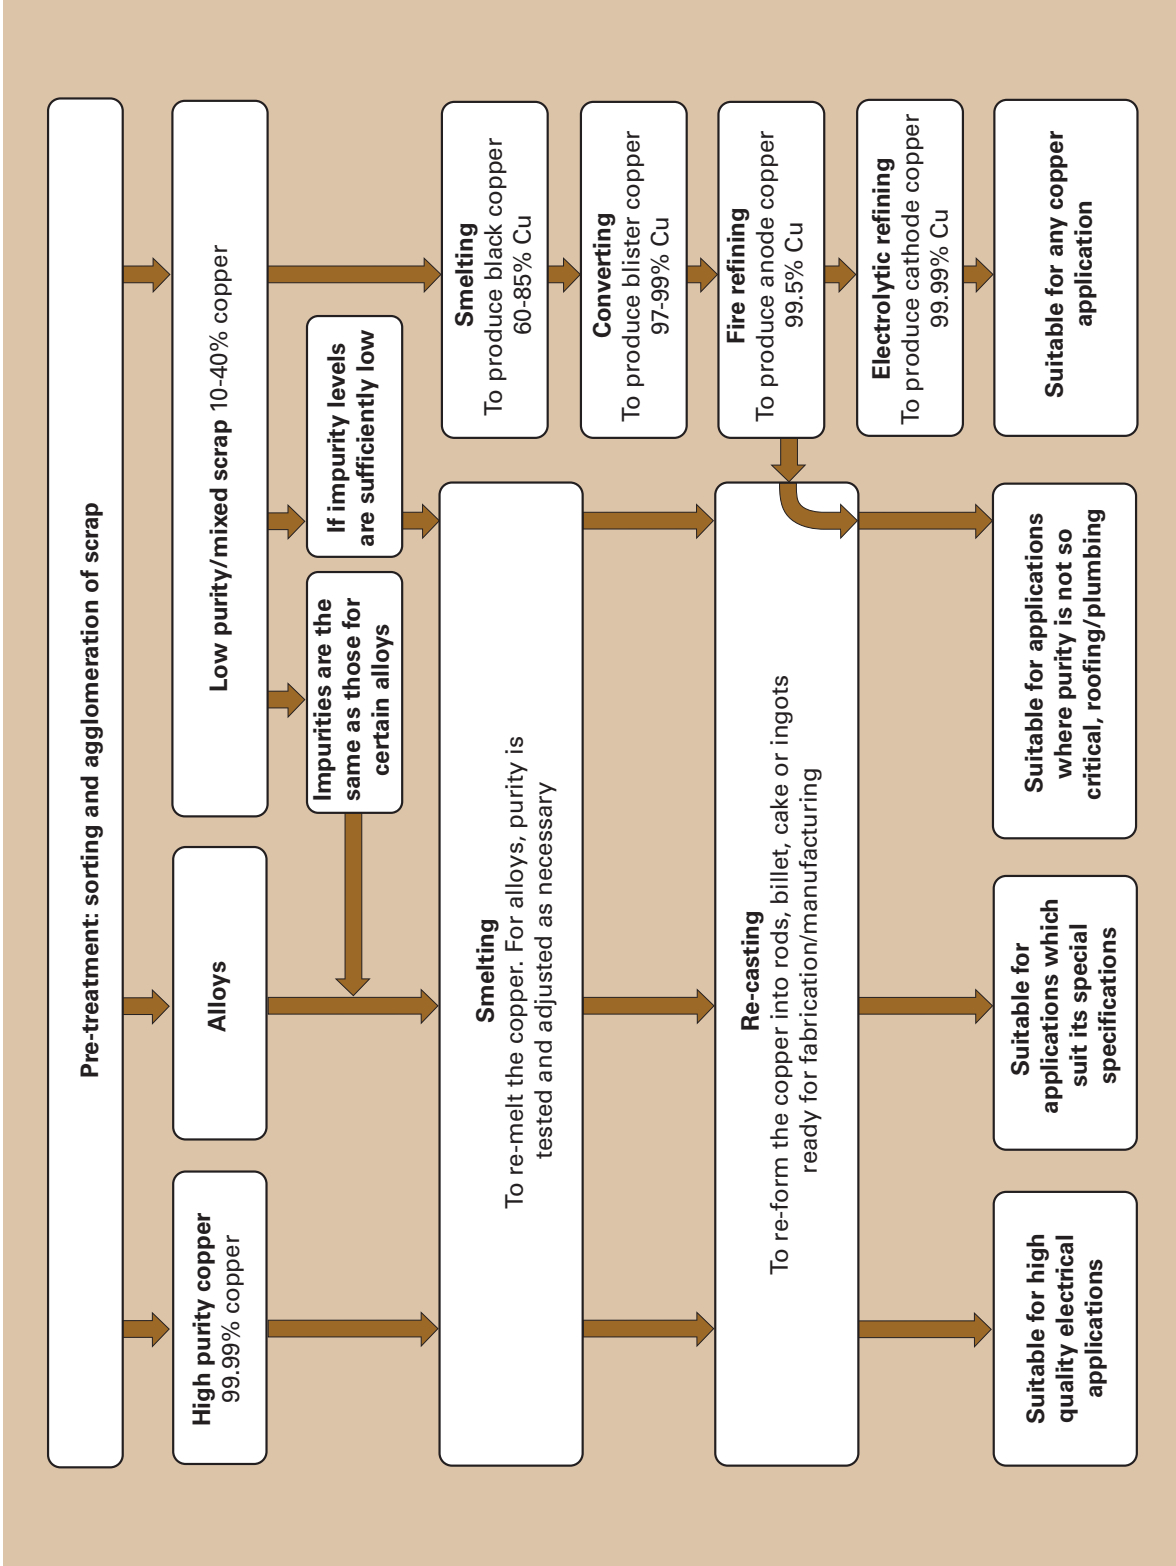 Pre-treatment: sorting and agglomeration of scrap
High purity copper
99.99% copper
Alloys
Low purity/mixed scrap 10-40% copper
Impurities are the
same as those for
certain alloys
If impurity levels
are sufficiently low
Smelting
To re-melt the copper. For alloys, purity is
tested and adjusted as necessary
Smelting
To produce black copper
60-85% Cu
Converting
To produce blister copper
97-99% Cu
Re-casting
To re-form the copper into rods, billet, cake or ingots
ready for fabrication/manufacturing
Fire refining
To produce anode copper
99.5% Cu
Electrolytic refining
To produce cathode copper
99.99% Cu
Suitable for high
quality electrical
applications
Suitable for
applications which
suit its special
specifications
Suitable for applications
where purity is not so
critical, roofing/plumbing
Suitable for any copper
application